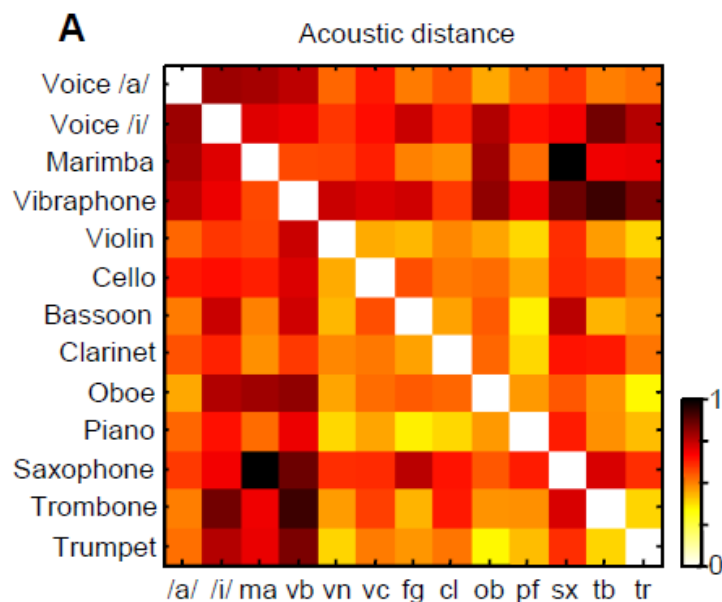 A
Acoustic distance
Voice /a/
Voice /i/
Marimba
Vibraphone
Violin
Cello
Bassoon
Clarinet
Oboe
Piano
Saxophone
Trombone
Trumpet
1
0
/a/ /i/ ma vb vn vc fg cl ob pf sx tb tr